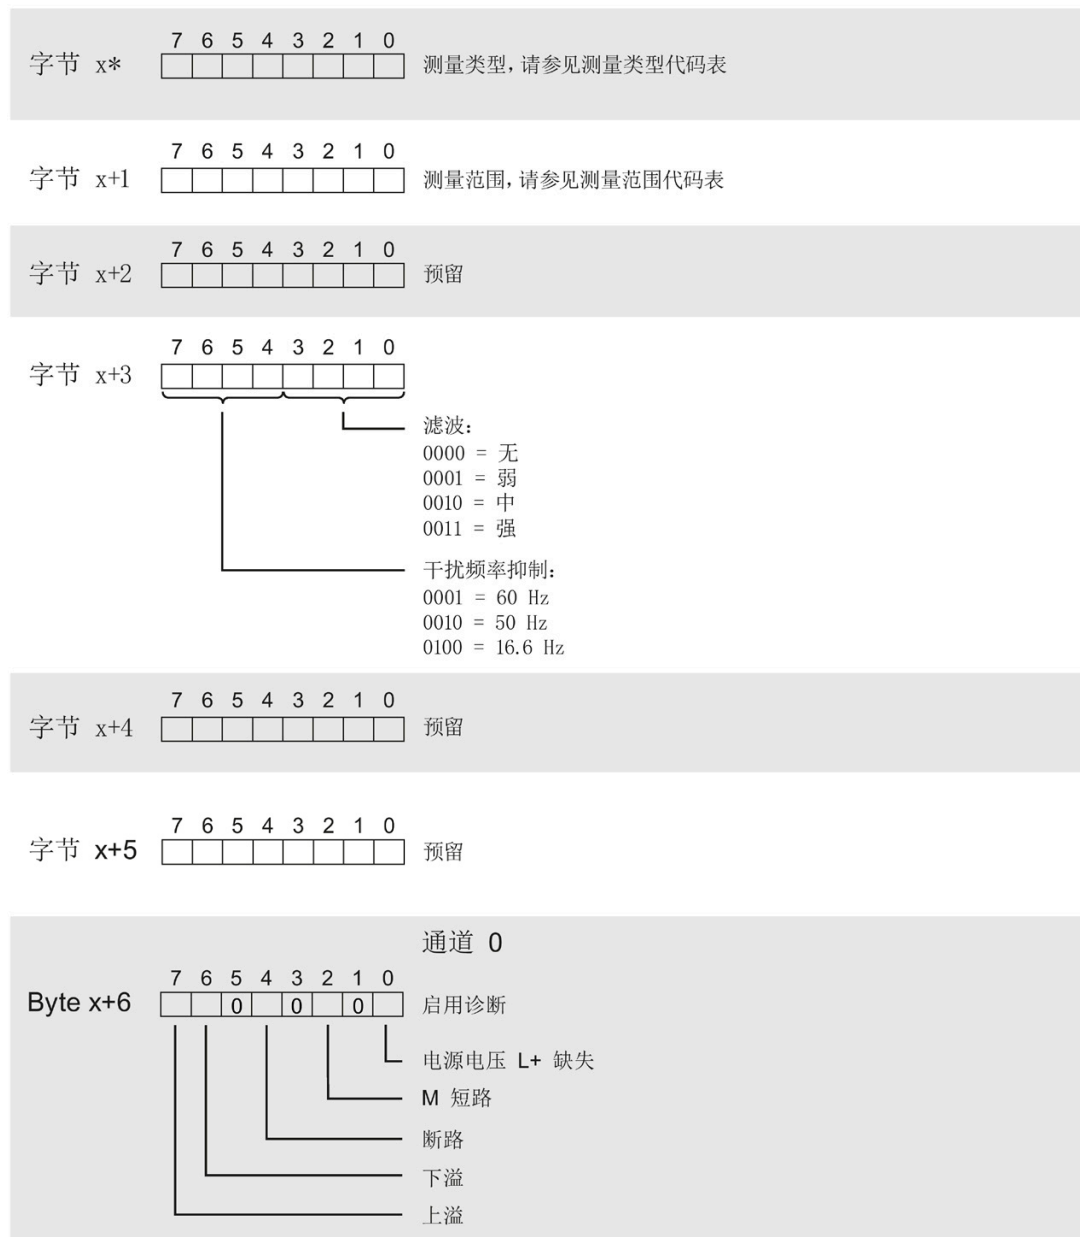 7 6 5 4 3 2 1 0
字节 x* 测量类型,请参见测量类型代码表
7 6 5 4 3 2 1 0
字节 x+1 测量范围,请参见测量范围代码表
7 6 5 4 3 2 1 0
字节 x+2 预留
7 6 5 4 3 2 1 0
字节 x+3
滤波:
0000 = 无
0001 = 弱
0010 = 中
0011 = 强
干扰频率抑制:
0001 = 60 Hz
0010 = 50 Hz
0100 = 16.6 Hz
7 6 5 4 3 2 1 0
字节 x+4 预留
7 6 5 4 3 2 1 0
字节 x+5 预留
通道 0
7 6 5 4 3 2 1 0
Byte x+6 0 0 0 启用诊断
电源电压 L+ 缺失
M 短路
断路
下溢
上溢